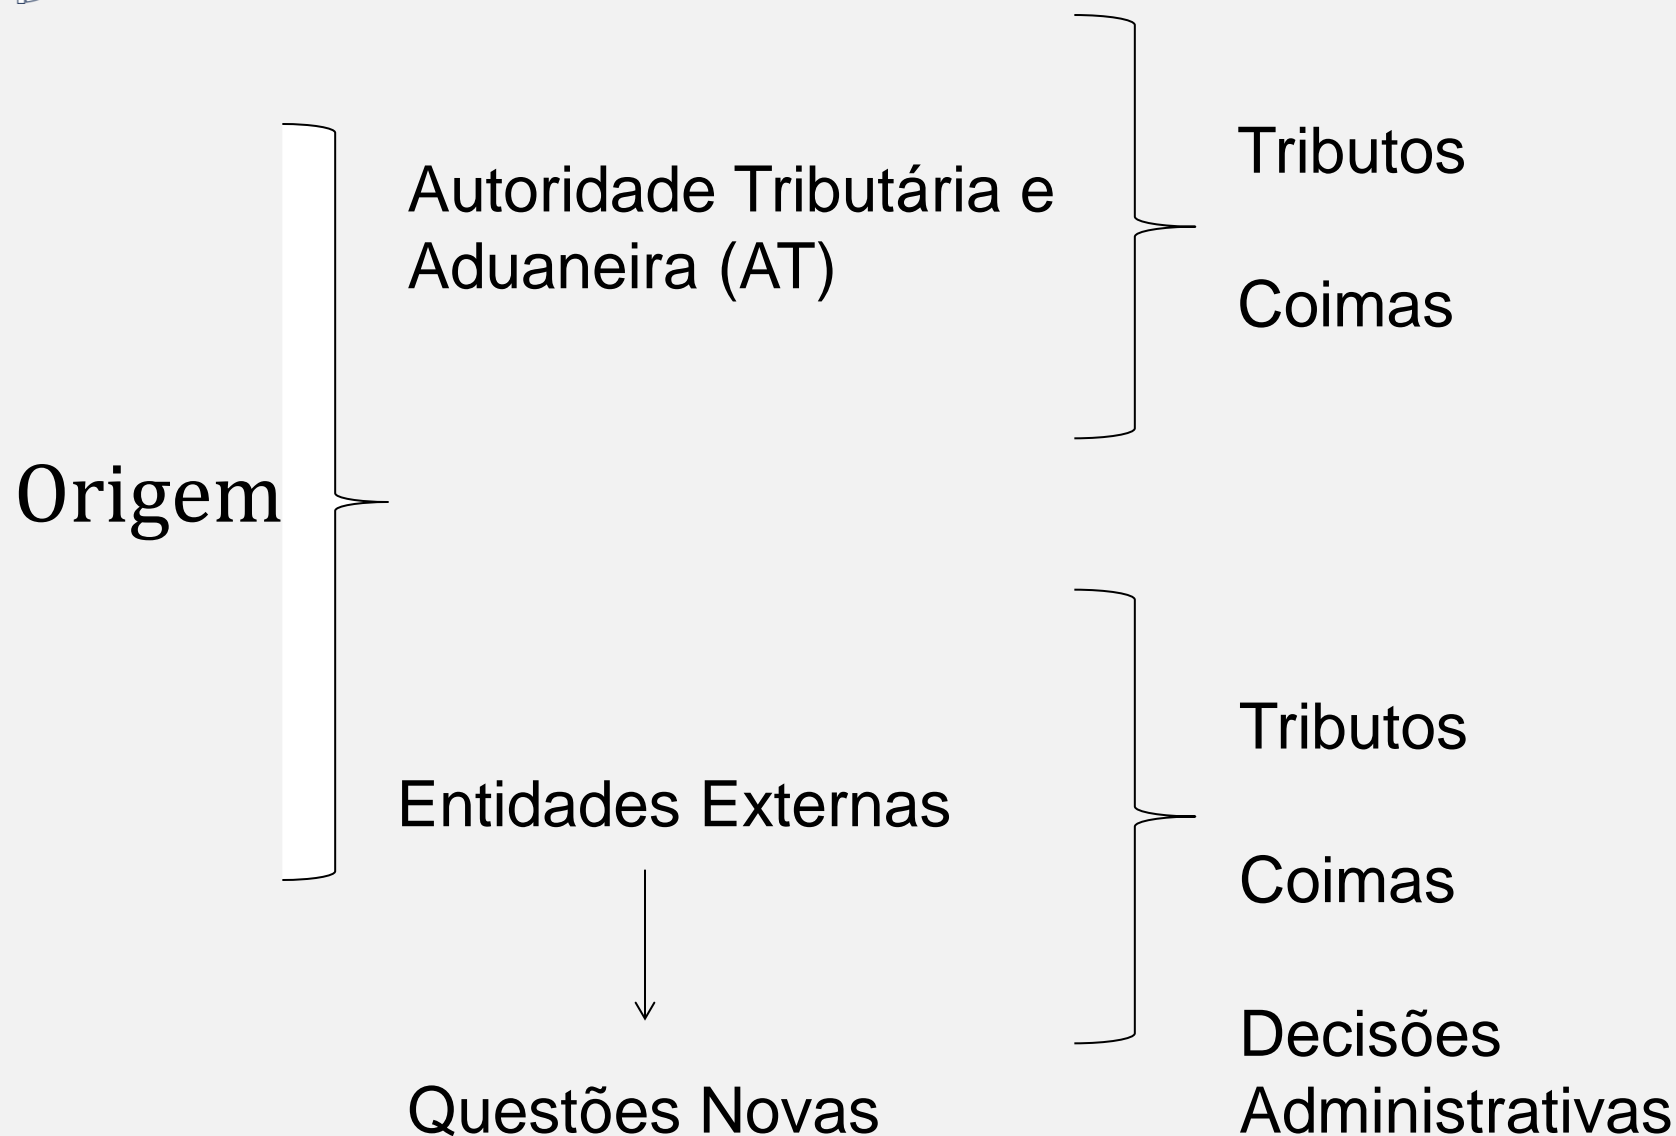 Origem
Autoridade Tributária e
Aduaneira (AT)
Tributos
Coimas
Entidades Externas
Questões Novas
Tributos
Coimas
Decisões
Administrativas